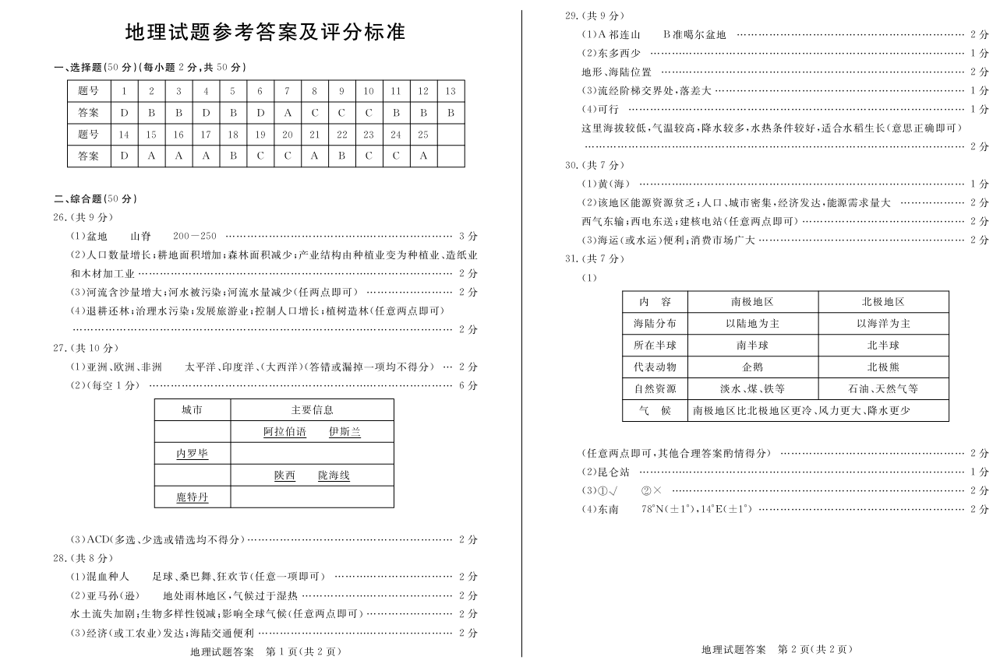 地理试题参考答案及评分标准
一、选择题(50 分)(每小题 2 分,共 50 分)
题号 1 2 3 4 5 6 7 8 9 10 11 12 13
答案 D B B D B D A C C C B B B
题号 14 15 16 17 18 19 20 21 22 23 24 25
答案 D A A A B C C A B C C A
二、综合题(50 分)
26.(共 9 分)
(1)盆地 山脊 200－250 …………………………………………………………… 3 分
(2)人口数量增长;耕地面积增加;森林面积减少;产业结构由种植业变为种植业、造纸业
和木材加工业 …………………………………………………………………… 2 分
(3)河流含沙量增大;河水被污染;河流水量减少(任两点即可) …………………… 2 分
(4)退耕还林;治理水污染;发展旅游业;控制人口增长;植树造林(任意两点即可)
………………………………………………………………………………………… 2 分
27.(共 10 分)
(1)亚洲、欧洲、非洲 太平洋、印度洋、(大西洋)(答错或漏掉一项均不得分) … 2 分
(2)(每空 1 分) ……………………………………………………………………… 6 分
城市 主要信息
阿拉伯语 伊斯兰
内罗毕
陕西 陇海线
鹿特丹
(3)ACD(多选、少选或错选均不得分)……………………………………………… 2 分
28.(共 8 分)
(1)混血种人 足球、桑巴舞、狂欢节(任意一项即可) …………………………… 2 分
(2)亚马孙(逊) 地处雨林地区,气候过于湿热 ………………………………… 2 分
水土流失加剧;生物多样性锐减;影响全球气候(任意两点即可)…………………… 2 分
(3)经济(或工农业)发达;海陆交通便利 …………………………………………… 2 分
地理试题答案 第 1 页(共 2 页)
29.(共 9 分)
(1)A 祁连山 B 准噶尔盆地 ……………………………………………………… 2 分
(2)东多西少 ………………………………………………………………………… 1 分
地形、海陆位置 ……………………………………………………………………… 2 分
(3)流经阶梯交界处,落差大 ………………………………………………………… 1 分
(4)可行 ……………………………………………………………………………… 1 分
这里海拔较低,气温较高,降水较多,水热条件较好,适合水稻生长(意思正确即可)
………………………………………………………………………………………… 2 分
30.(共 7 分)
(1)黄(海) …………………………………………………………………………… 1 分
(2)该地区能源资源贫乏;人口、城市密集,经济发达,能源需求量大 ……………… 2 分
西气东输;西电东送;建核电站(任意两点即可)……………………………………… 2 分
(3)海运(或水运)便利;消费市场广大 ……………………………………………… 2 分
31.(共 7 分)
(1)
内 容 南极地区 北极地区
海陆分布 以陆地为主 以海洋为主
所在半球 南半球 北半球
代表动物 企鹅 北极熊
自然资源 淡水、煤、铁等 石油、天然气等
气 候 南极地区比北极地区更冷、风力更大、降水更少
(任意两点即可,其他合理答案酌情得分) …………………………………………… 2 分
(2)昆仑站 …………………………………………………………………………… 1 分
(3)①√ ②× ……………………………………………………………………… 2 分
(4)东南 78°N(±1°),14°E(±1°) ………………………………………………… 2 分
地理试题答案 第 2 页(共 2 页)